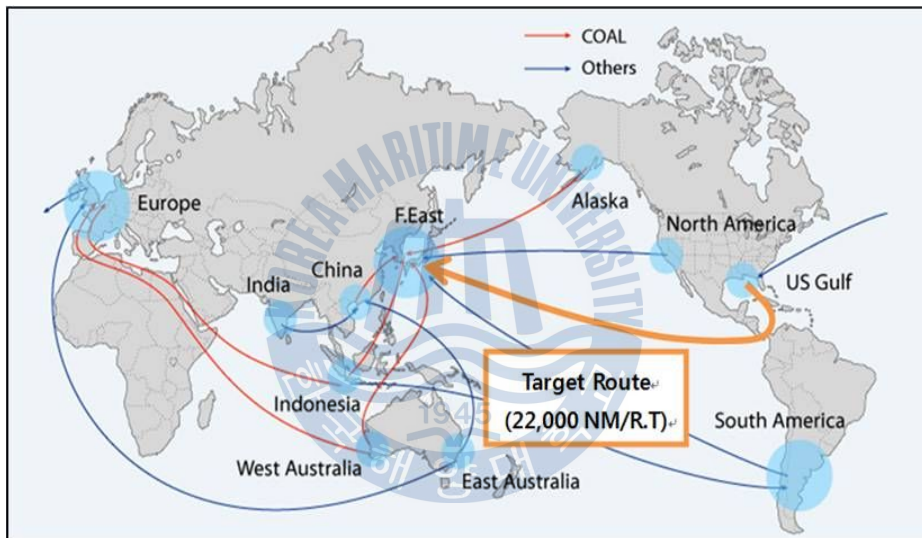 COAL
Others
Europe
F.East
Alaska
North America
China
India
US Gulf
Target Route
(22,000 NM/R.T)
Indonesia
South America
West Australia
East Australia
KOREA MARITIME UNIVERSITY
1945